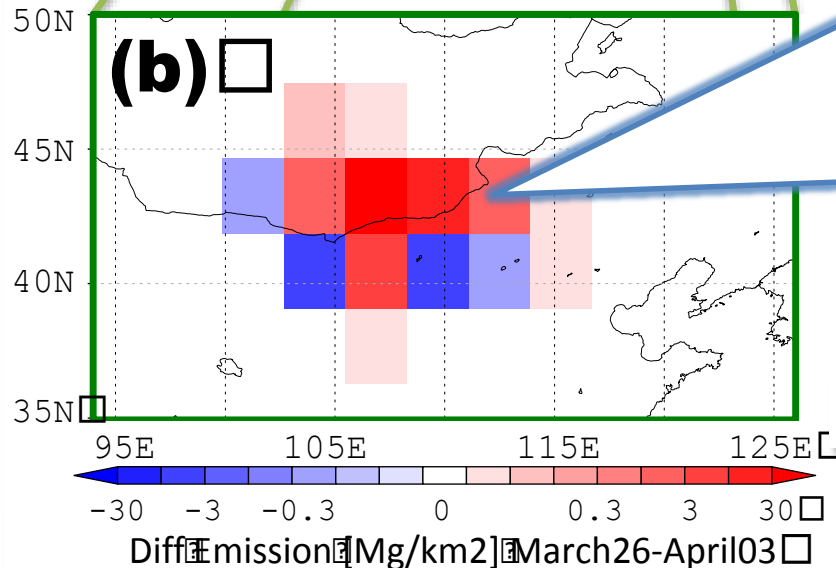 50N
(b)□
45N
40N
35N□
95E 105E 115E 125E□
-30 -3 -0.3 0 0.3 3 30□
Diff⍰Emission⍰[Mg/km2]⍰March26-April03□